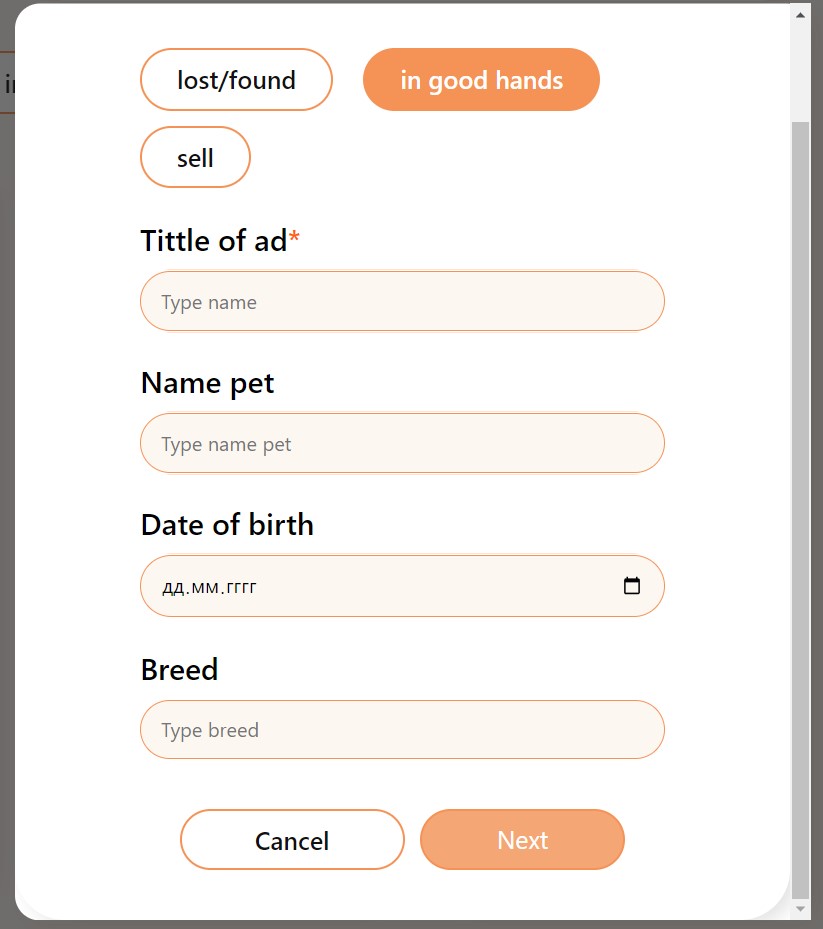 lost/found in good hands
sell
Tittle of ad*
Type name
Name pet
Type name pet
Date of birth
дд.мм.гггг
Breed
Type breed
Cancel Next